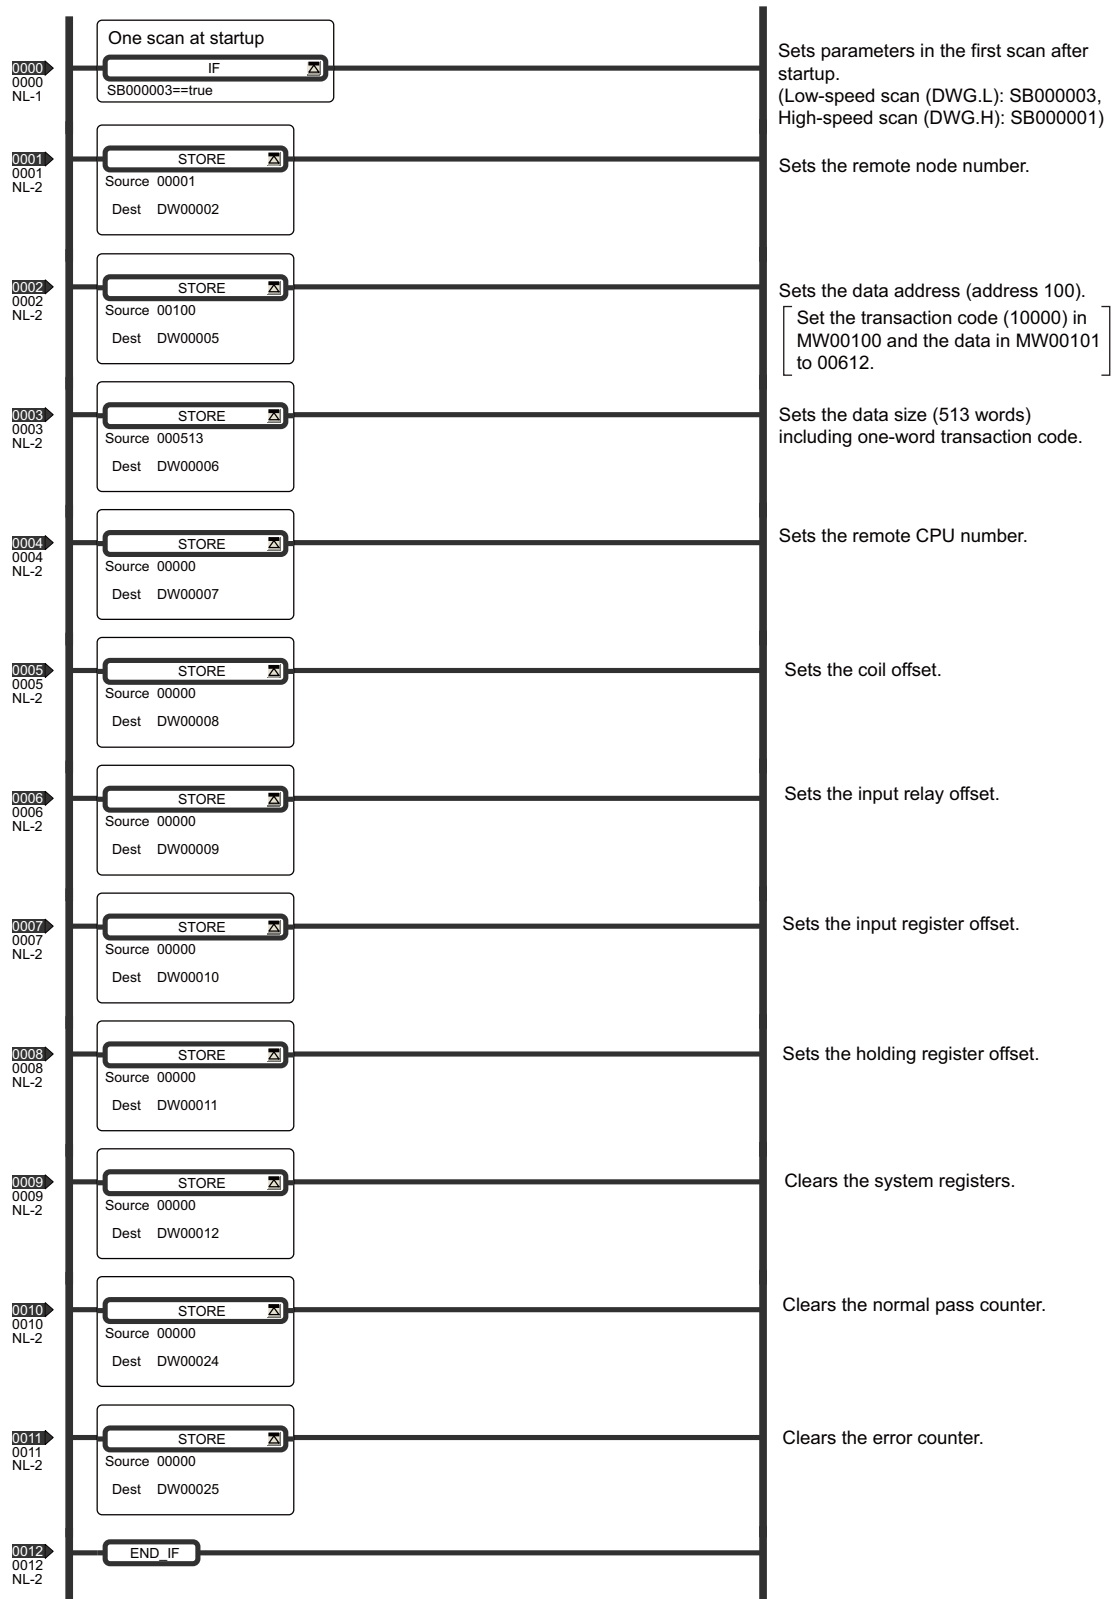 One scan at startup
IF
SB000003==true
0000
0000
NL-1
Sets parameters in the first scan after
startup.
(Low-speed scan (DWG.L): SB000003,
High-speed scan (DWG.H): SB000001)
0001
0001
NL-2
STORE
Source 00001
Dest DW00002
Sets the remote node number.
0002
0002
NL-2
STORE
Source 00100
Dest DW00005
Sets the data address (address 100).
Set the transaction code (10000) in
MW00100 and the data in MW00101
to 00612.
0003
0003
NL-2
STORE
Source 000513
Dest DW00006
Sets the data size (513 words)
including one-word transaction code.
0004
0004
NL-2
STORE
Source 00000
Dest DW00007
Sets the remote CPU number.
0005
0005
NL-2
STORE
Source 00000
Dest DW00008
Sets the coil offset.
0006
0006
NL-2
STORE
Source 00000
Dest DW00009
Sets the input relay offset.
0007
0007
NL-2
STORE
Source 00000
Dest DW00010
Sets the input register offset.
0008
0008
NL-2
STORE
Source 00000
Dest DW00011
Sets the holding register offset.
0009
0009
NL-2
STORE
Source 00000
Dest DW00012
Clears the system registers.
0010
0010
NL-2
STORE
Source 00000
Dest DW00024
Clears the normal pass counter.
0011
0011
NL-2
STORE
Source 00000
Dest DW00025
Clears the error counter.
0012
0012
NL-2
END_IF